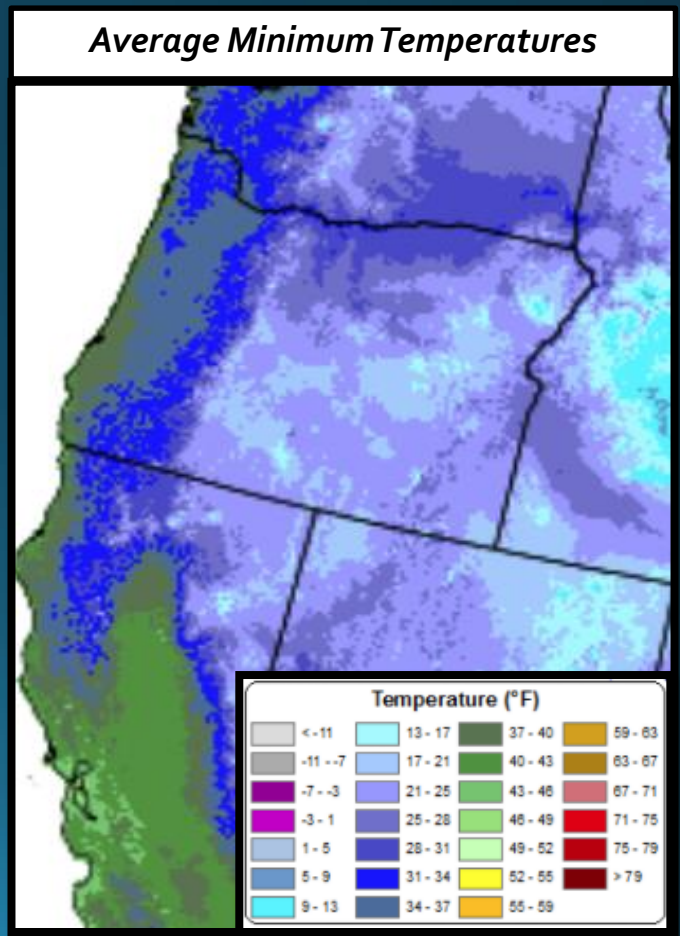 Average Minimum Temperatures
Temperature (°F)
< -11
-11 - -7
-7 - -3
-3 - 1
1 - 5
5 - 9
9 - 13
13 - 17
17 - 21
21 - 25
25 - 28
28 - 31
31 - 34
34 - 37
37 - 40
40 - 43
43 - 46
46 - 49
49 - 52
52 - 55
55 - 59
59 - 63
63 - 67
67 - 71
71 - 75
75 - 79
> 79